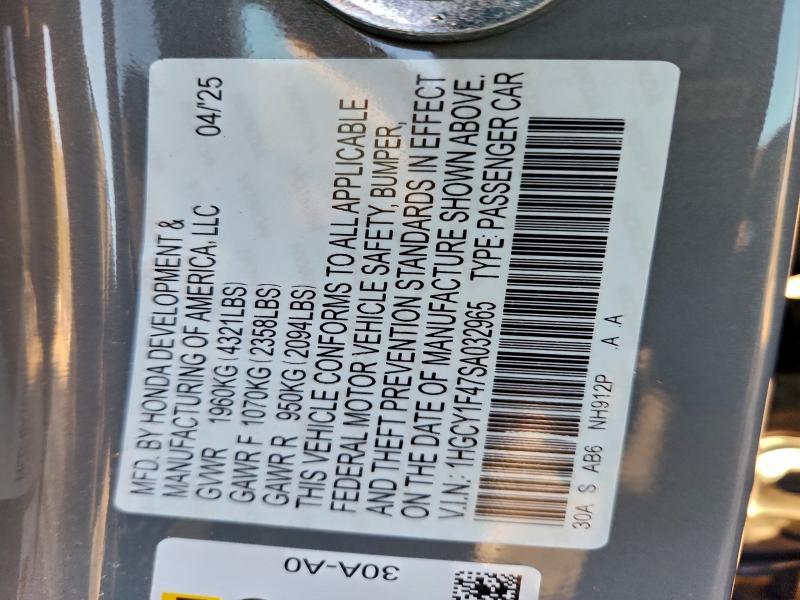 MFD. BY HONDA DEVELOPMENT &
MANUFACTURING OF AMERICA, LLC 04/'25
GVWR 1960KG(4321LBS)
GAWR F 1070KG(2358LBS)
GAWR R 950KG(2094LBS)
THIS VEHICLE CONFORMS TO ALL APPLICABLE
FEDERAL MOTOR VEHICLE SAFETY, BUMPER,
AND THEFT PREVENTION STANDARDS IN EFFECT
ON THE DATE OF MANUFACTURE SHOWN ABOVE.
V.I.N.: 1HGCY1F47SA032965 TYPE: PASSENGER CAR
30A S AB6 NH912P .A .A
30A-A0